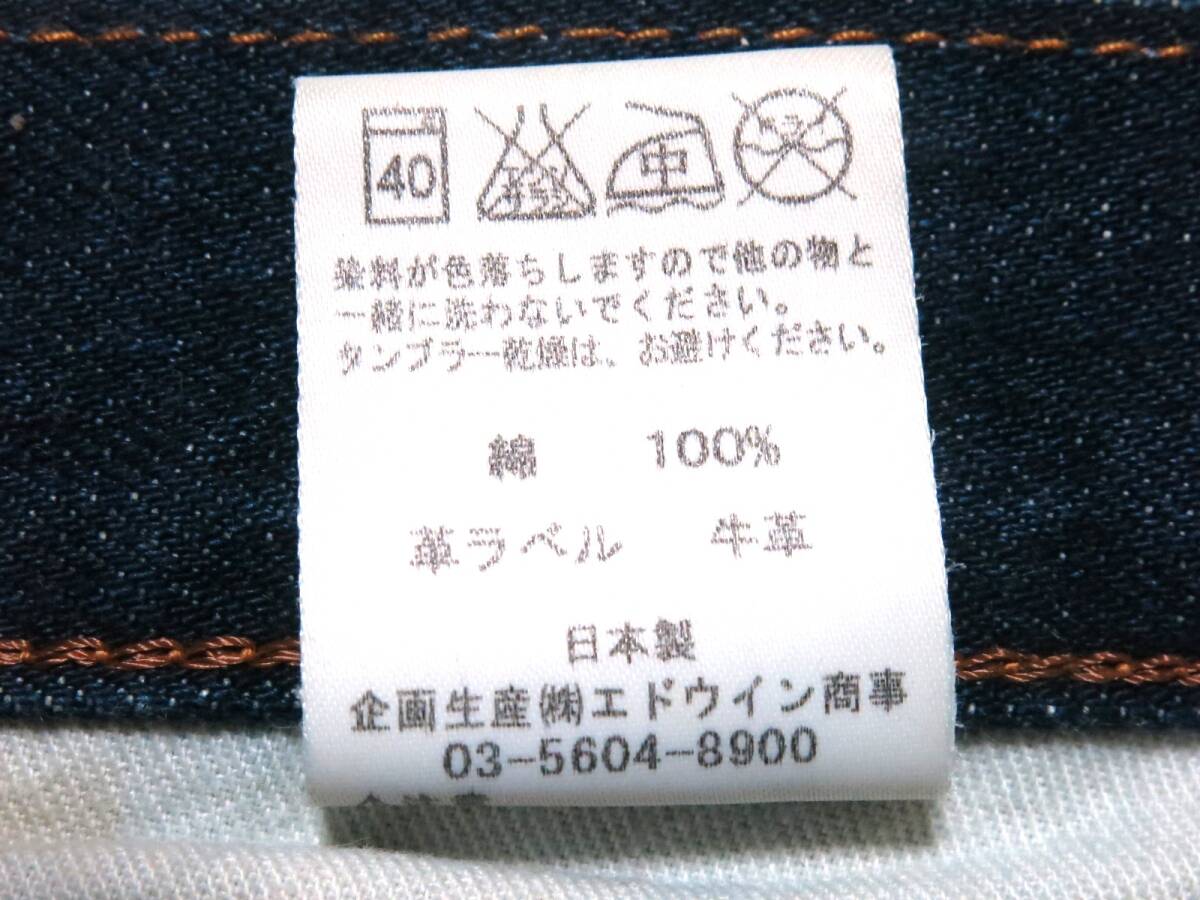 40
中
染料が色落ちしますので他の物と
一緒に洗わないでください。
タンブラー乾燥は、お避けください。
綿 100%
革ラベル 牛革
日本製
企画生産㈱エドウイン商事
03-5604-8900